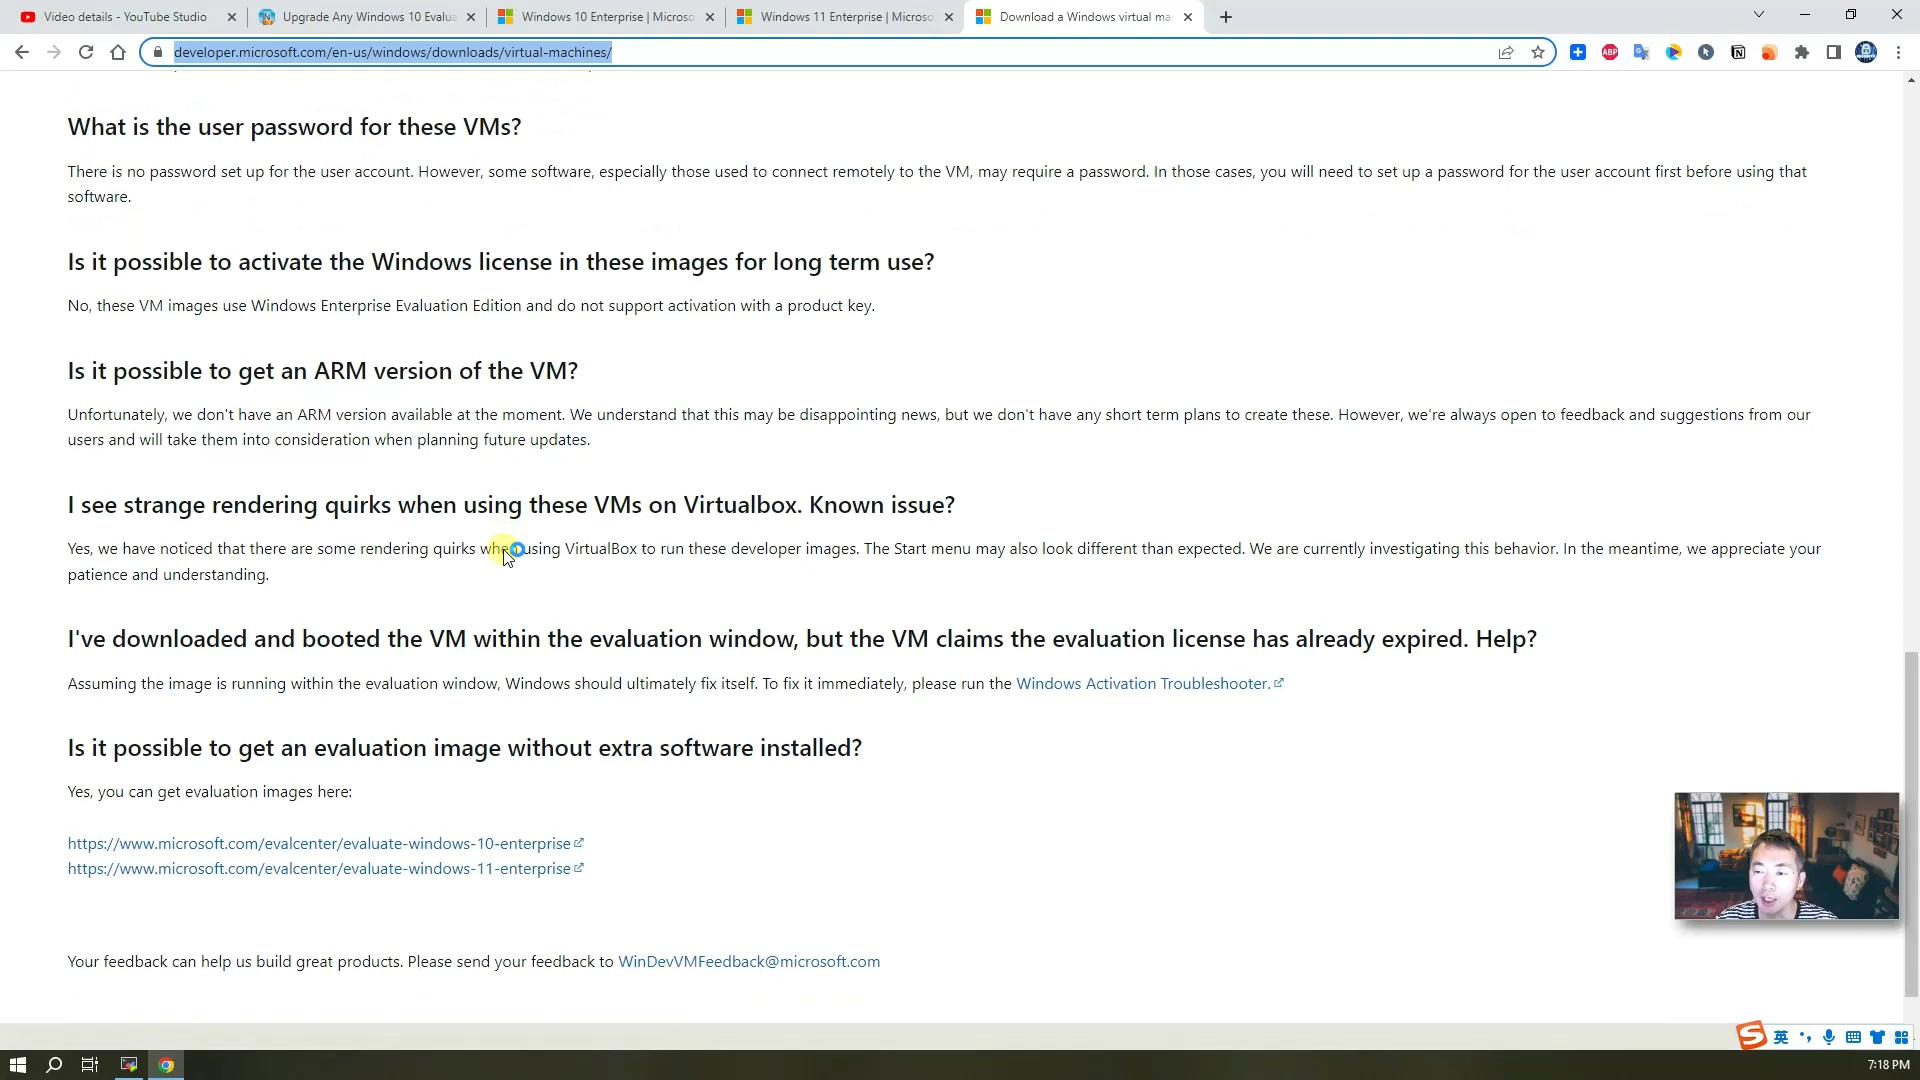 Video details - YouTube Studio
Upgrade Any Windows 10 Evalua
Windows 10 Enterprise | Microso
Windows 11 Enterprise | Microso
Download a Windows virtual ma
developer.microsoft.com/en-us/windows/downloads/virtual-machines/
ABP
What is the user password for these VMs?
There is no password set up for the user account. However, some software, especially those used to connect remotely to the VM, may require a password. In those cases, you will need to set up a password for the user account first before using that
software.
Is it possible to activate the Windows license in these images for long term use?
No, these VM images use Windows Enterprise Evaluation Edition and do not support activation with a product key.
Is it possible to get an ARM version of the VM?
Unfortunately, we don't have an ARM version available at the moment. We understand that this may be disappointing news, but we don't have any short term plans to create these. However, we're always open to feedback and suggestions from our
users and will take them into consideration when planning future updates.
I see strange rendering quirks when using these VMs on Virtualbox. Known issue?
Yes, we have noticed that there are some rendering quirks when using VirtualBox to run these developer images. The Start menu may also look different than expected. We are currently investigating this behavior. In the meantime, we appreciate your
patience and understanding.
I've downloaded and booted the VM within the evaluation window, but the VM claims the evaluation license has already expired. Help?
Assuming the image is running within the evaluation window, Windows should ultimately fix itself. To fix it immediately, please run the Windows Activation Troubleshooter.
Is it possible to get an evaluation image without extra software installed?
Yes, you can get evaluation images here:
https://www.microsoft.com/evalcenter/evaluate-windows-10-enterprise
https://www.microsoft.com/evalcenter/evaluate-windows-11-enterprise
Your feedback can help us build great products. Please send your feedback to WinDevVMFeedback@microsoft.com
S 英
7:18 PM